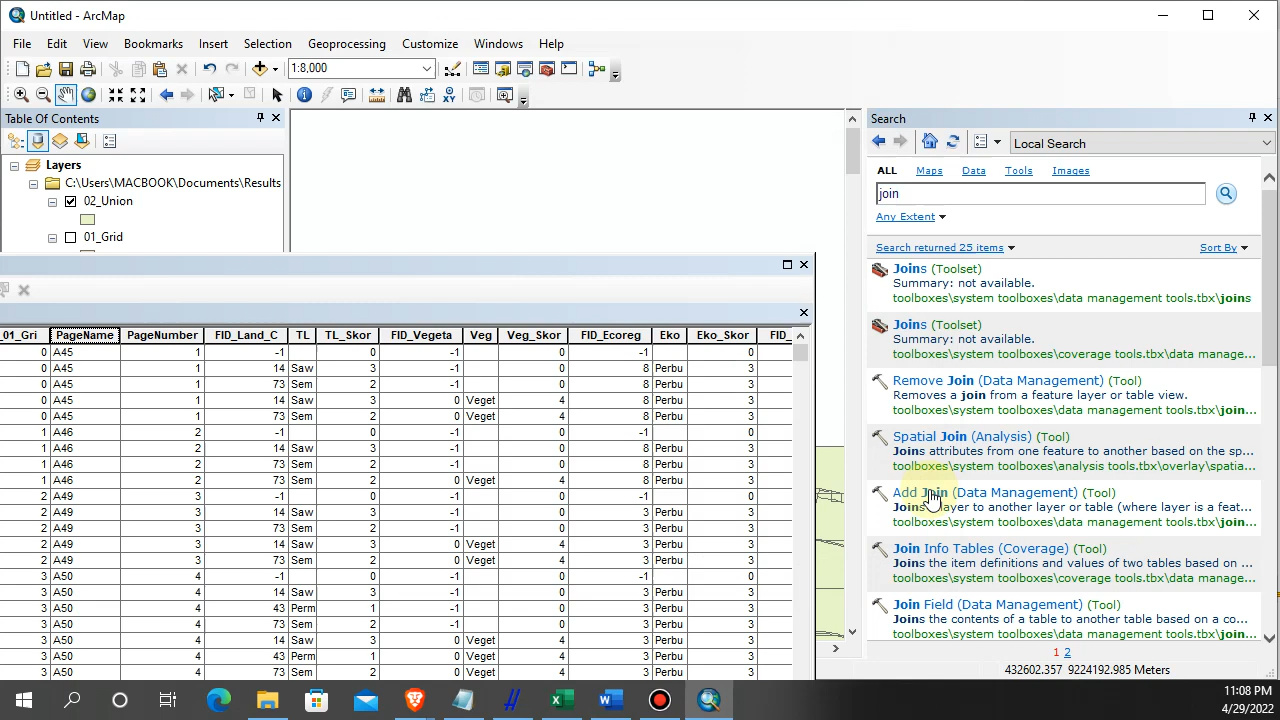 Untitled - ArcMap
File Edit View Bookmarks Insert Selection Geoprocessing Customize Windows Help
1:8,000
Table Of Contents
Layers
C:\Users\MACBOOK\Documents\Results
02_Union
01_Grid
_01_Gri PageName PageNumber FID_Land_C TL TL_Skor FID_Vegeta Veg Veg_Skor FID_Ecoreg Eko Eko_Skor FID_
0 A45 1 -1 0 -1 0 -1 0
0 A45 1 14 Saw 3 -1 0 8 Perbu 3
0 A45 1 73 Sem 2 -1 0 8 Perbu 3
0 A45 1 14 Saw 3 0 Veget 4 8 Perbu 3
0 A45 1 73 Sem 2 0 Veget 4 8 Perbu 3
1 A46 2 -1 0 -1 0 -1 0
1 A46 2 14 Saw 3 -1 0 8 Perbu 3
1 A46 2 73 Sem 2 -1 0 8 Perbu 3
1 A46 2 73 Sem 2 0 Veget 4 8 Perbu 3
2 A49 3 -1 0 -1 0 -1 0
2 A49 3 14 Saw 3 -1 0 3 Perbu 3
2 A49 3 73 Sem 2 -1 0 3 Perbu 3
2 A49 3 14 Saw 3 0 Veget 4 3 Perbu 3
2 A49 3 73 Sem 2 0 Veget 4 3 Perbu 3
3 A50 4 -1 0 -1 0 -1 0
3 A50 4 14 Saw 3 -1 0 3 Perbu 3
3 A50 4 43 Perm 1 -1 0 3 Perbu 3
3 A50 4 73 Sem 2 -1 0 3 Perbu 3
3 A50 4 14 Saw 3 0 Veget 4 3 Perbu 3
3 A50 4 43 Perm 1 0 Veget 4 3 Perbu 3
3 A50 4 73 Sem 2 0 Veget 4 3 Perbu 3
Search
Local Search
ALL Maps Data Tools Images
join
Any Extent
Search returned 25 items Sort By
Joins (Toolset)
Summary: not available.
toolboxes\system toolboxes\data management tools.tbx\joins
Joins (Toolset)
Summary: not available.
toolboxes\system toolboxes\coverage tools.tbx\data manage...
Remove Join (Data Management) (Tool)
Removes a join from a feature layer or table view.
toolboxes\system toolboxes\data management tools.tbx\join...
Spatial Join (Analysis) (Tool)
Joins attributes from one feature to another based on the sp...
toolboxes\system toolboxes\analysis tools.tbx\overlay\spatia...
Add Join (Data Management) (Tool)
Joins layer to another layer or table (where layer is a feat...
toolboxes\system toolboxes\data management tools.tbx\join...
Join Info Tables (Coverage) (Tool)
Joins the item definitions and values of two tables based on ...
toolboxes\system toolboxes\coverage tools.tbx\data manage...
Join Field (Data Management) (Tool)
Joins the contents of a table to another table based on a co...
toolboxes\system toolboxes\data management tools.tbx\join...
1 2
432602.357 9224192.985 Meters
11:08 PM
4/29/2022